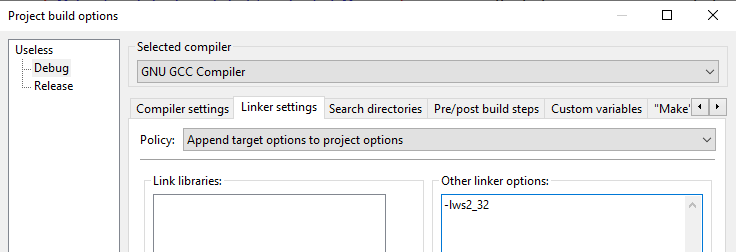 Project build options
Useless
Debug
Release
Selected compiler
GNU GCC Compiler
Compiler settings Linker settings Search directories Pre/post build steps Custom variables "Make"
Policy: Append target options to project options
Link libraries:
Other linker options:
-lws2_32